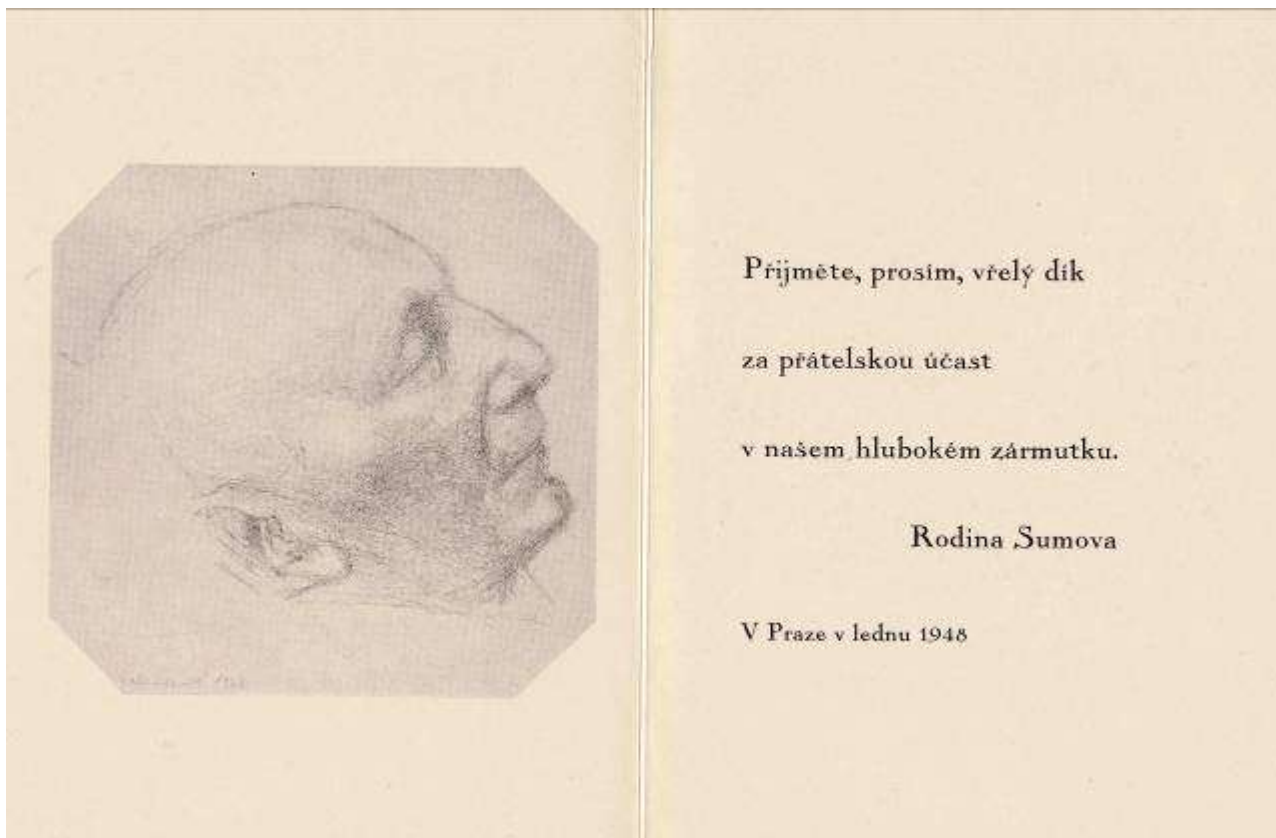 Přijměte, prosím, vřelý dík
za přátelskou účast
v našem hlubokém zármutku.
Rodina Sumova
V Praze v lednu 1948